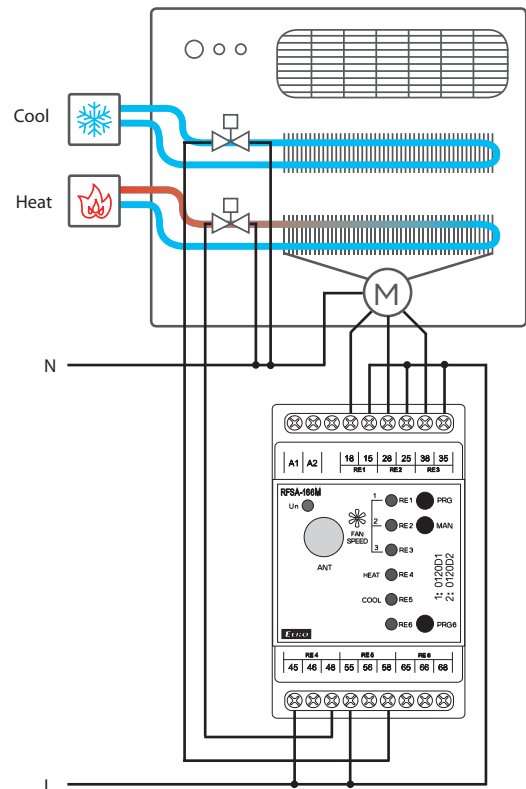 Cool
Heat
M
N
A1 A2 18 15 28 25 38 35
RE1 RE2 RE3
RFSA-166M
Un
ANT
FAN
SPEED
1 RE1 PRG
2 RE2 MAN
3 RE3
HEAT RE4
COOL RE5
RE6 PRG6
1: 0120D1
2: 0120D2
ELKO
RE4 RE5 RE6
45 46 48 55 56 58 65 66 68
L